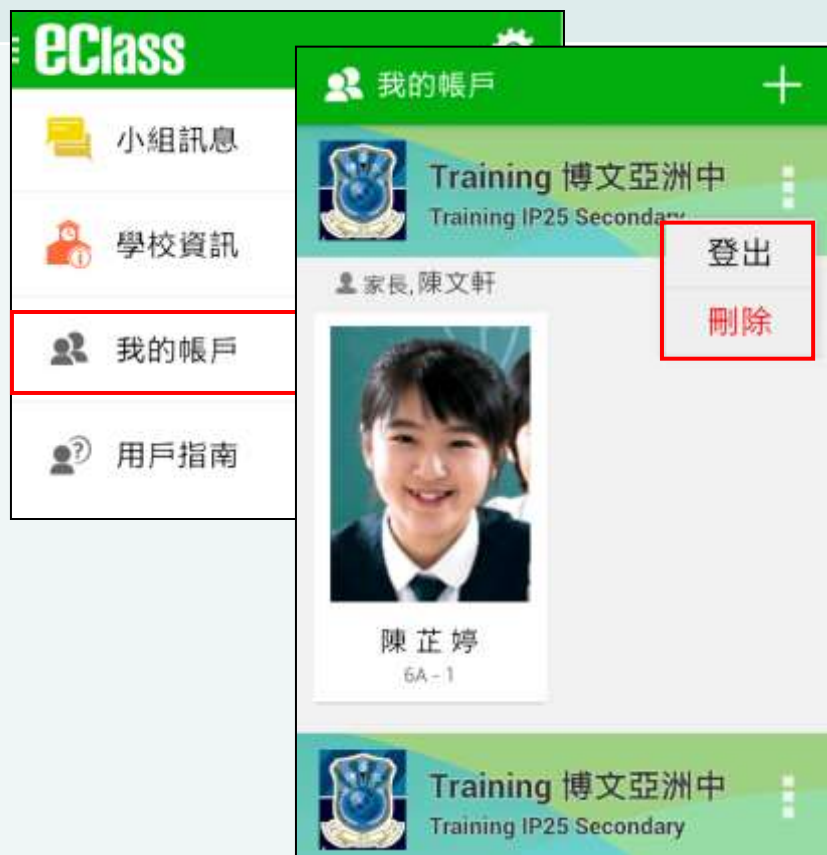 eClass
小組訊息
學校資訊
我的帳戶
用戶指南
我的帳戶
Training 博文亞洲中
Training IP25 Secondary
登出
刪除
家長,陳文軒
陳芷婷
6A - 1
Training 博文亞洲中
Training IP25 Secondary